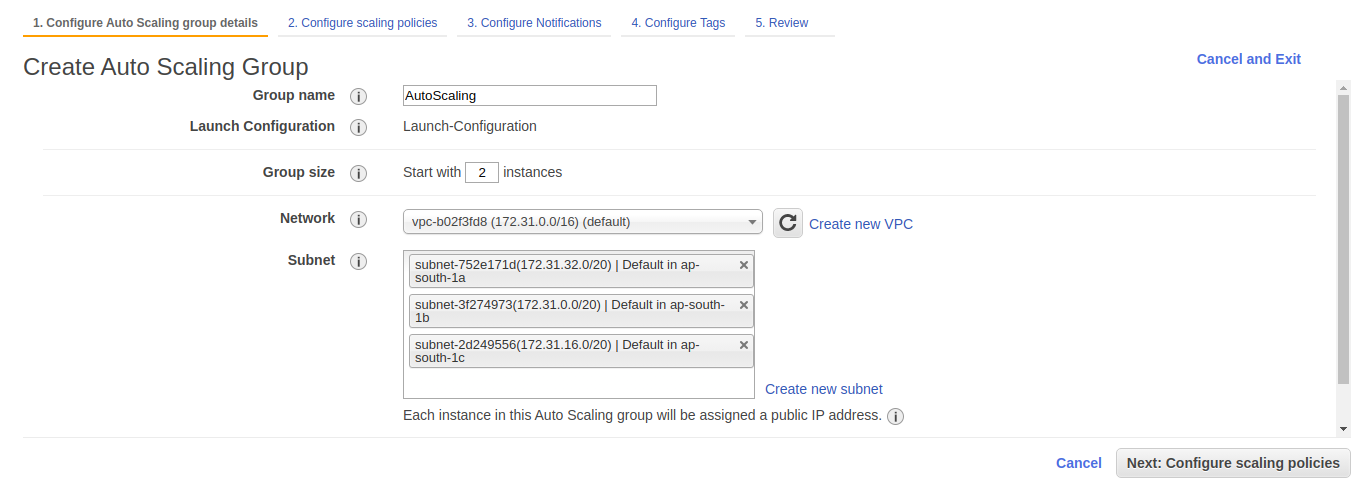 1. Configure Auto Scaling group details 2. Configure scaling policies 3. Configure Notifications 4. Configure Tags 5. Review
Create Auto Scaling Group
Cancel and Exit
Group name AutoScaling
Launch Configuration Launch-Configuration
Group size Start with 2 instances
Network vpc-b02f3fd8 (172.31.0.0/16) (default) Create new VPC
Subnet subnet-752e171d(172.31.32.0/20) | Default in ap-
south-1a
subnet-3f274973(172.31.0.0/20) | Default in ap-south-
1b
subnet-2d249556(172.31.16.0/20) | Default in ap-
south-1c
Create new subnet
Each instance in this Auto Scaling group will be assigned a public IP address.
Cancel Next: Configure scaling policies